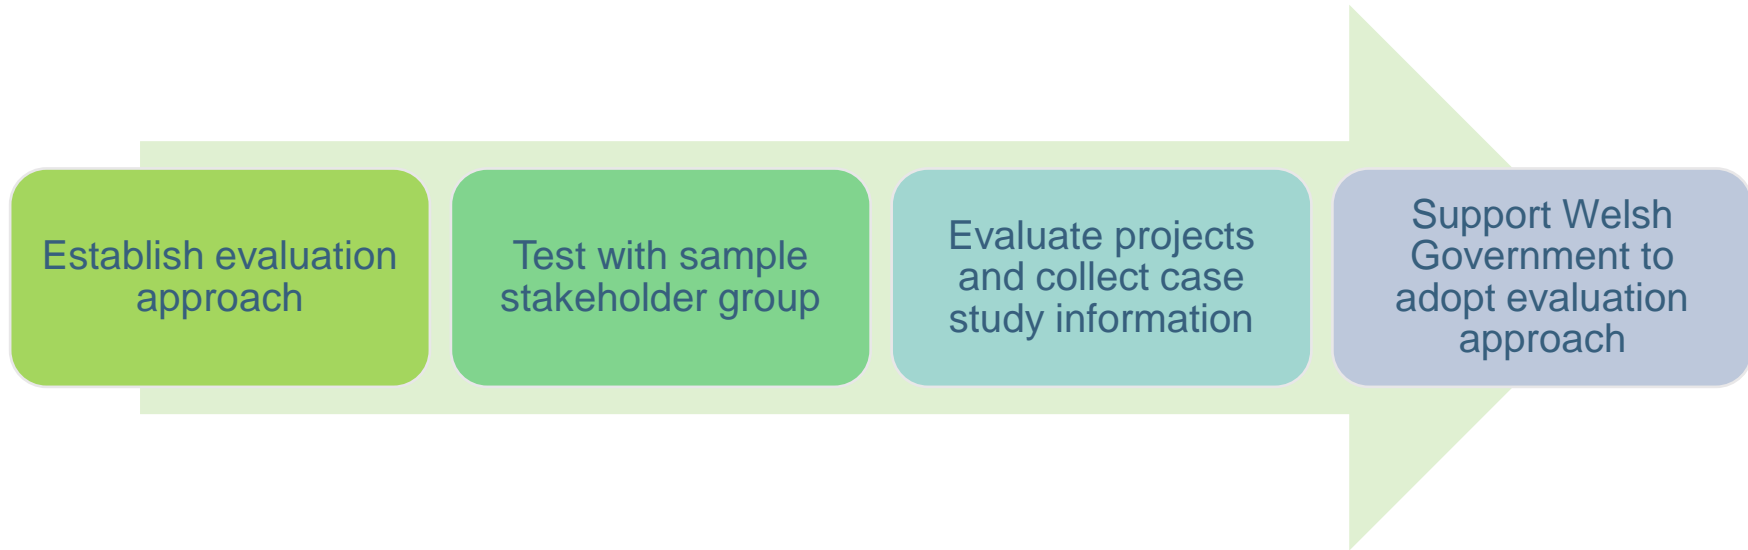 Establish evaluation
approach
Test with sample
stakeholder group
Evaluate projects
and collect case
study information
Support Welsh
Government to
adopt evaluation
approach